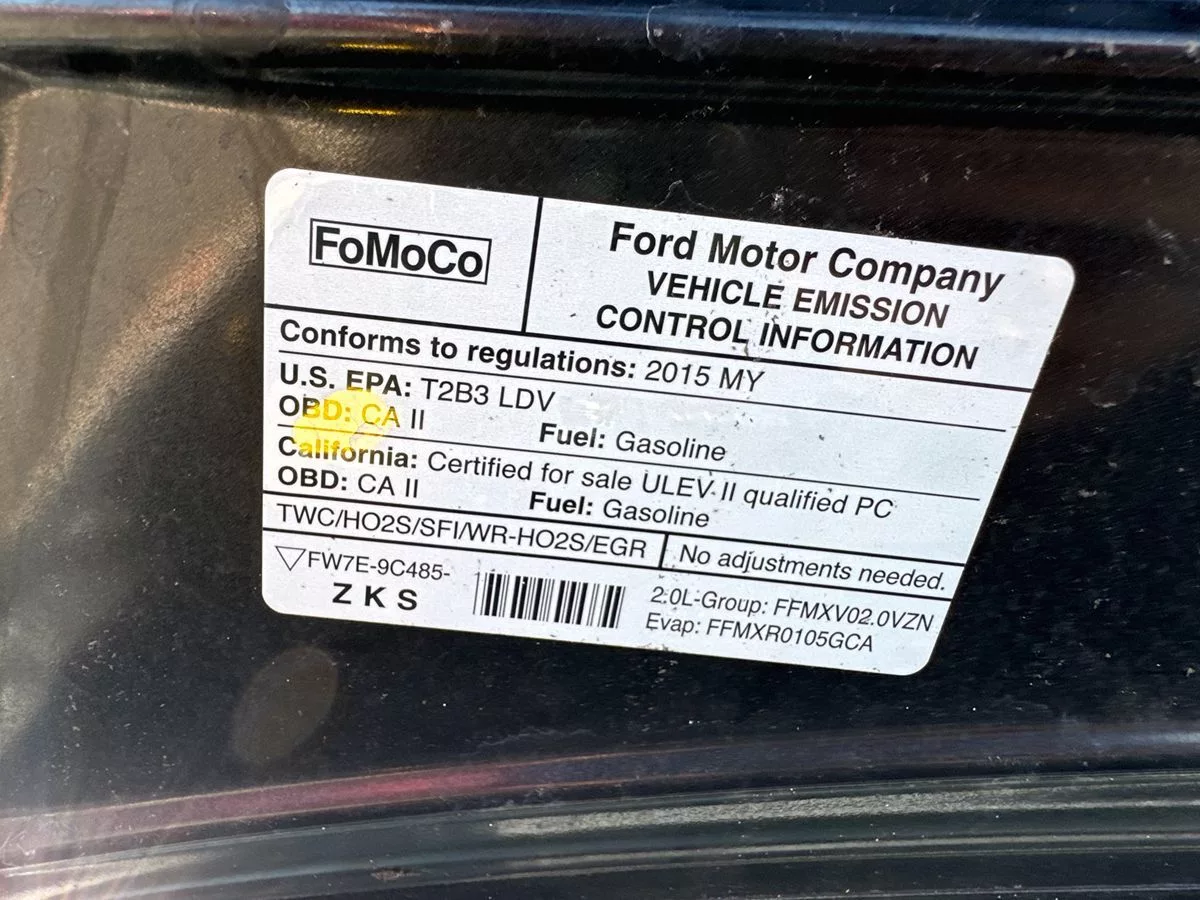 FoMoCo
Ford Motor Company
VEHICLE EMISSION
CONTROL INFORMATION
Conforms to regulations: 2015 MY
U.S. EPA: T2B3 LDV
OBD: CA II Fuel: Gasoline
California: Certified for sale ULEV II qualified PC
OBD: CA II Fuel: Gasoline
TWC/HO2S/SFI/WR-HO2S/EGR No adjustments needed.
FW7E-9C485-
Z K S
2.0L-Group: FFMXV02.0VZN
Evap: FFMXR0105GCA